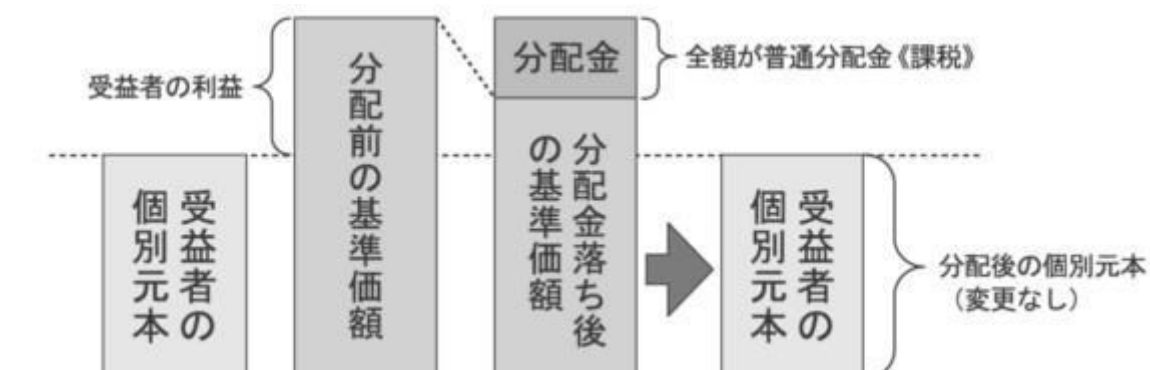 受益者の利益
受益者の
個別元本
分配前の基準価額
分配金
全額が普通分配金《課税》
分配金落ち後
の基準価額
受益者の
個別元本
分配後の個別元本
(変更なし)